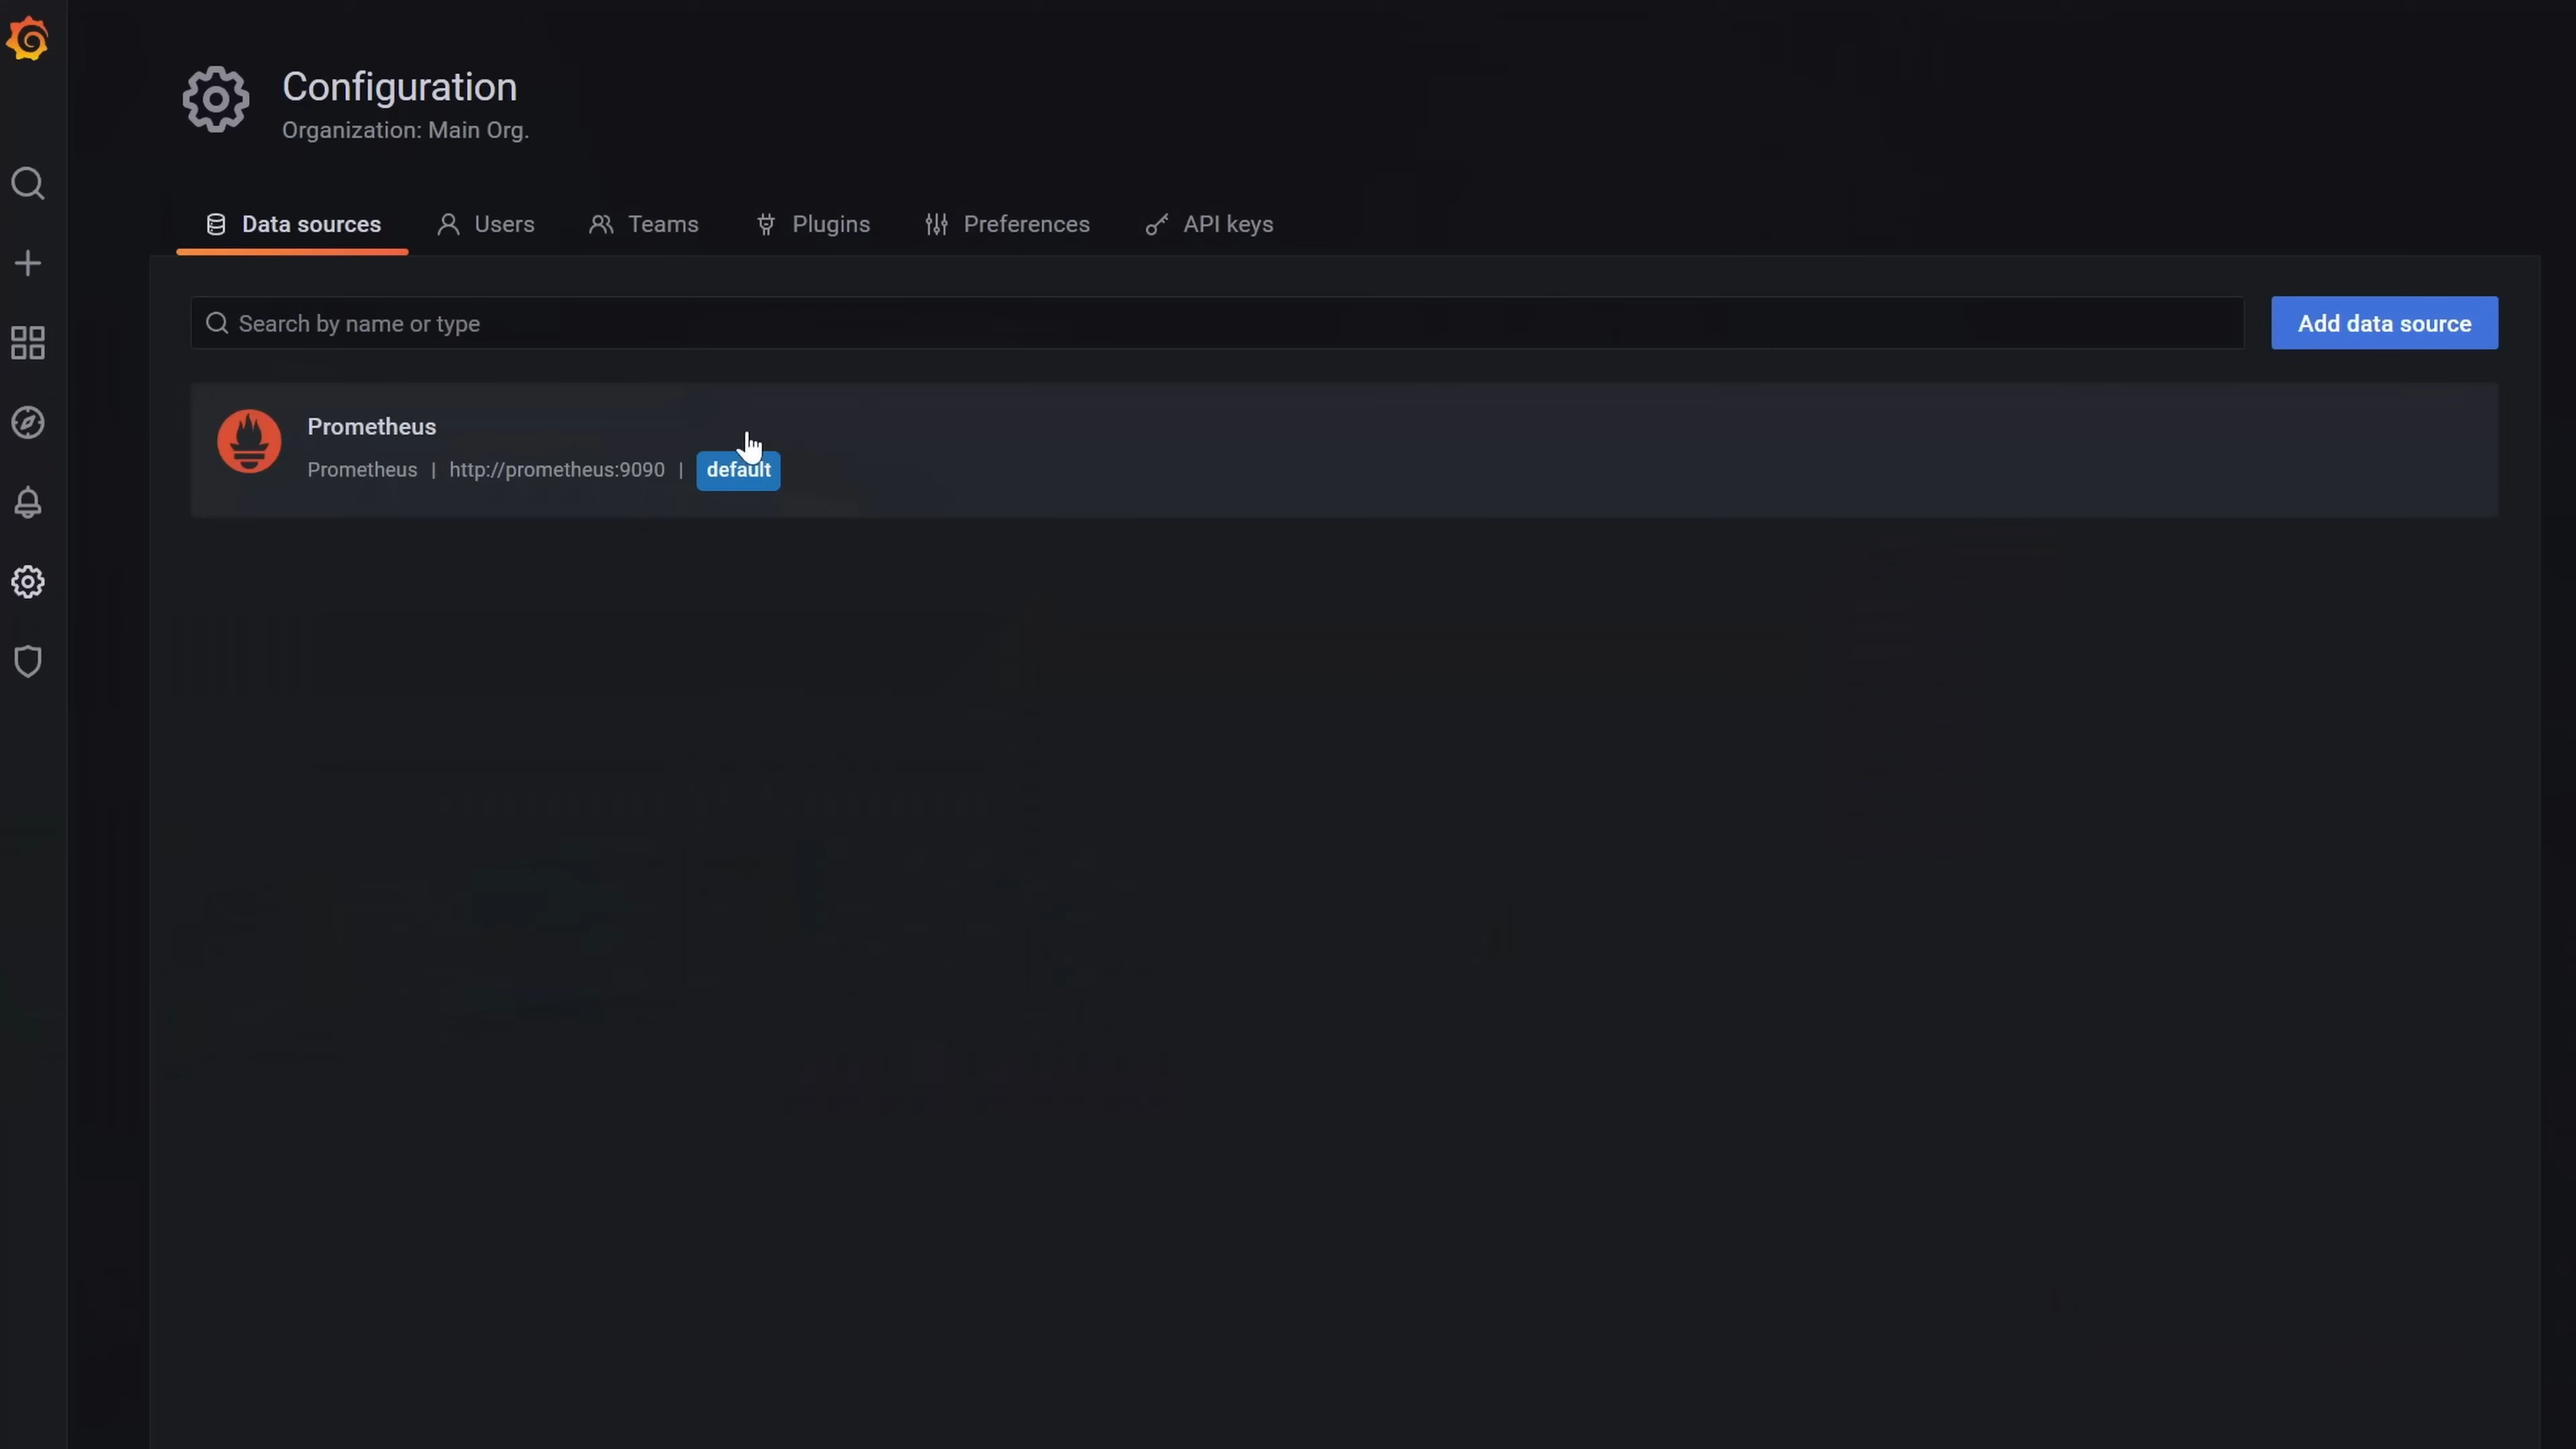 Configuration
Organization: Main Org.
Data sources Users Teams Plugins Preferences API keys
Search by name or type
Add data source
Prometheus
Prometheus | http://prometheus:9090 | default